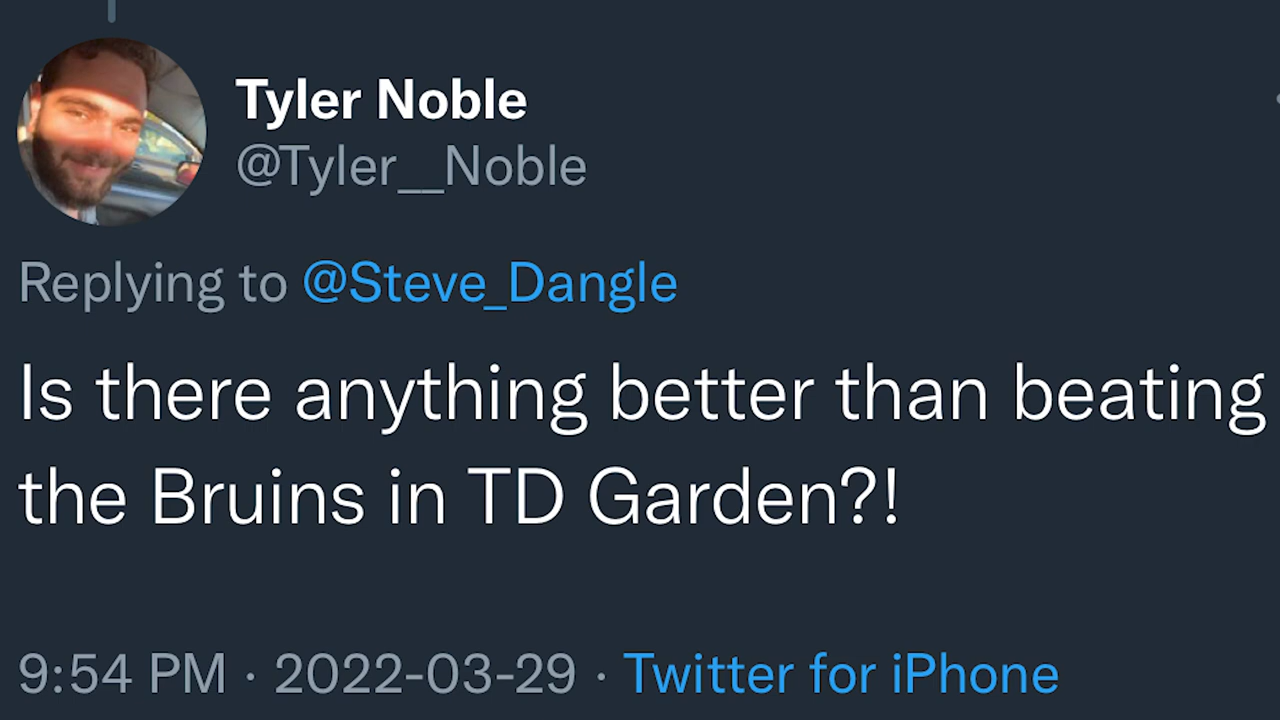 Tyler Noble
@Tyler__Noble
Replying to @Steve_Dangle
Is there anything better than beating
the Bruins in TD Garden?!
9:54 PM · 2022-03-29 · Twitter for iPhone